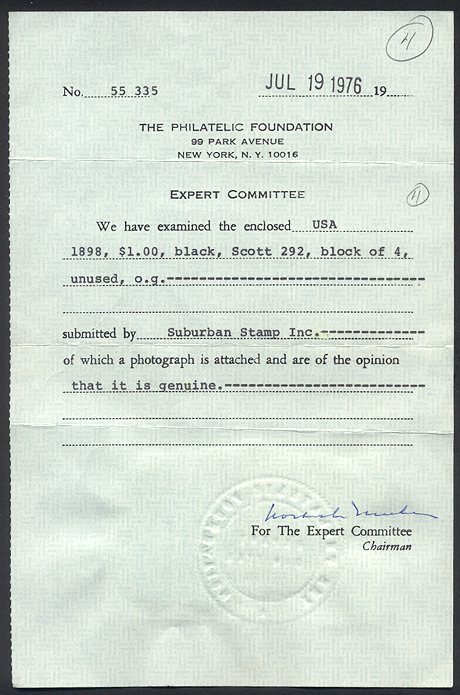 4
No. 55 335 JUL 19 1976 19
THE PHILATELIC FOUNDATION
99 PARK AVENUE
NEW YORK, N. Y. 10016
EXPERT COMMITTEE
4
We have examined the enclosed USA
1898, $1.00, black, Scott 292, block of 4,
unused, o.g.
submitted by Suburban Stamp Inc.
of which a photograph is attached and are of the opinion
that it is genuine.
For The Expert Committee
Chairman